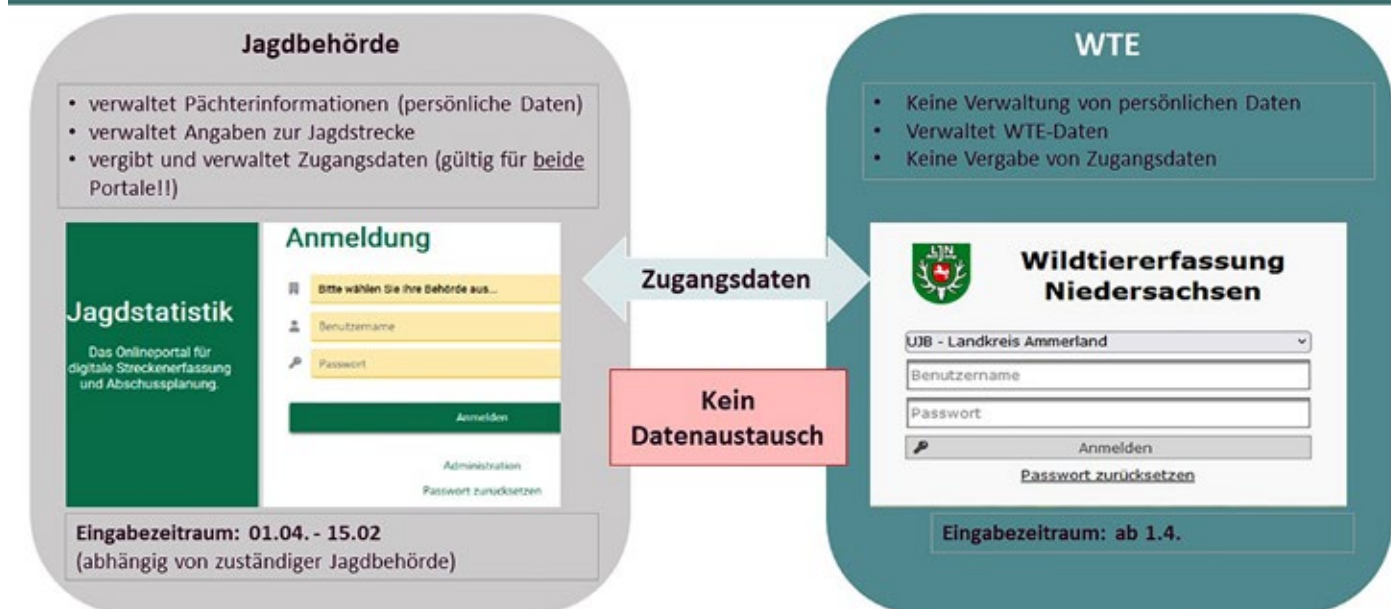 Jagdbehörde
• verwaltet Pächterinformationen (persönliche Daten)
• verwaltet Angaben zur Jagdstrecke
• vergibt und verwaltet Zugangsdaten (gültig für beide
Portale!!)
Jagdstatistik
Das Onlineportal für
digitale Streckenerfassung
und Abschussplanung.
Anmeldung
Bitte wählen Sie Ihre Behörde aus...
Benutzername
Passwort
Anmelden
Administration
Passwort zurücksetzen
Eingabezeitraum: 01.04. - 15.02
(abhängig von zuständiger Jagdbehörde)
Zugangsdaten
Kein
Datenaustausch
WTE
• Keine Verwaltung von persönlichen Daten
• Verwaltet WTE-Daten
• Keine Vergabe von Zugangsdaten
LJN
Wildtiererfassung
Niedersachsen
UJB - Landkreis Ammerland
Benutzername
Passwort
Anmelden
Passwort zurücksetzen
Eingabezeitraum: ab 1.4.